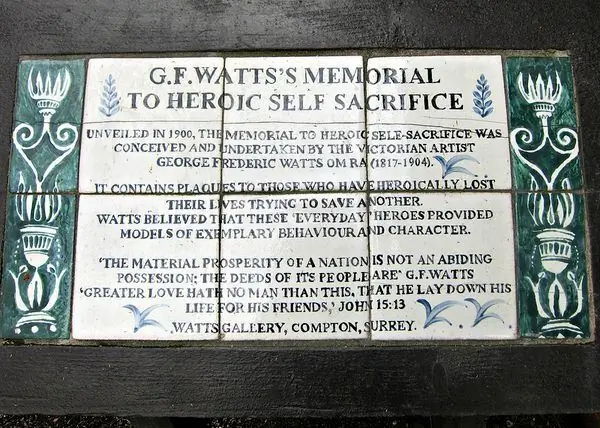 G.F. WATTS'S MEMORIAL
TO HEROIC SELF SACRIFICE
UNVEILED IN 1900, THE MEMORIAL TO HEROIC SELF-SACRIFICE WAS
CONCEIVED AND UNDERTAKEN BY THE VICTORIAN ARTIST
GEORGE FREDERIC WATTS OM RA (1817-1904).
IT CONTAINS PLAQUES TO THOSE WHO HAVE HEROICALLY LOST
THEIR LIVES TRYING TO SAVE ANOTHER.
WATTS BELIEVED THAT THESE 'EVERYDAY' HEROES PROVIDED
MODELS OF EXEMPLARY BEHAVIOUR AND CHARACTER.
'THE MATERIAL PROSPERITY OF A NATION IS NOT AN ABIDING
POSSESSION; THE DEEDS OF ITS PEOPLE ARE' G.F. WATTS
'GREATER LOVE HATH NO MAN THAN THIS, THAT HE LAY DOWN HIS
LIFE FOR HIS FRIENDS,' JOHN 15:13
WATTS GALLERY, COMPTON, SURREY.